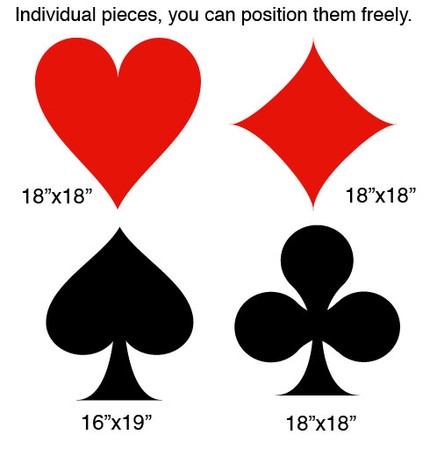 Individual pieces, you can position them freely.
18”x18”
18”x18”
16”x19”
18”x18”